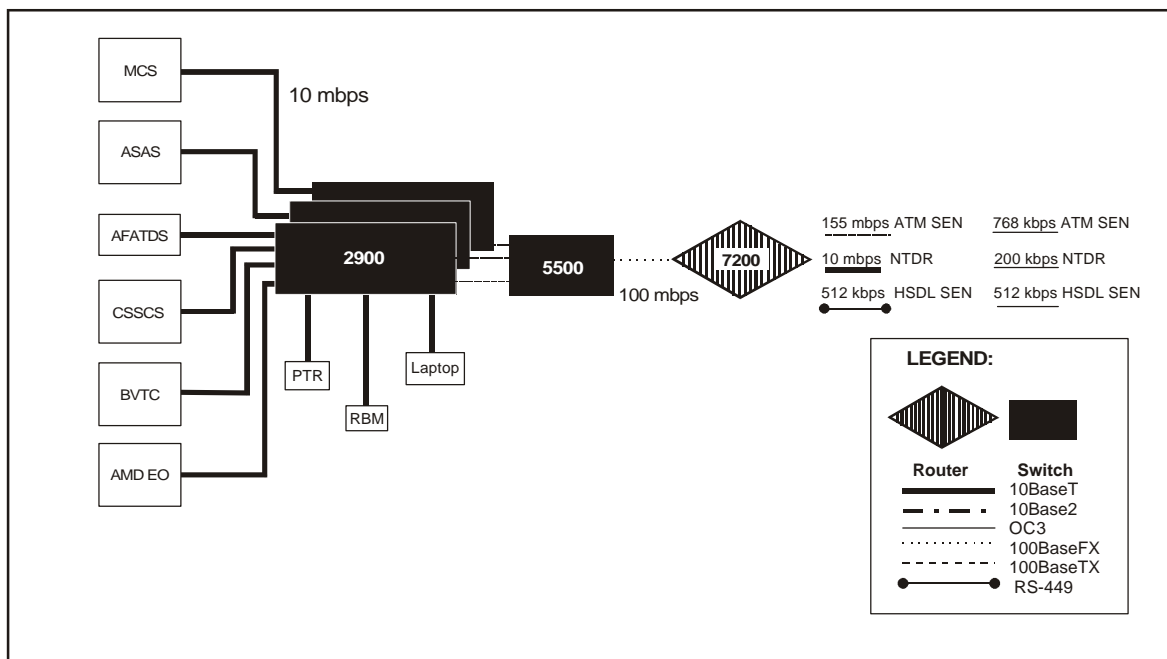 MCS
10 mbps
ASAS
AFATDS
2900
5500
7200
100 mbps
CSSCS
BVTC
AMD EO
PTR
RBM
Laptop
155 mbps ATM SEN
768 kbps ATM SEN
10 mbps NTDR
200 kbps NTDR
512 kbps HSDL SEN
512 kbps HSDL SEN
LEGEND:
Router
Switch
10BaseT
10Base2
OC3
100BaseFX
100BaseTX
RS-449